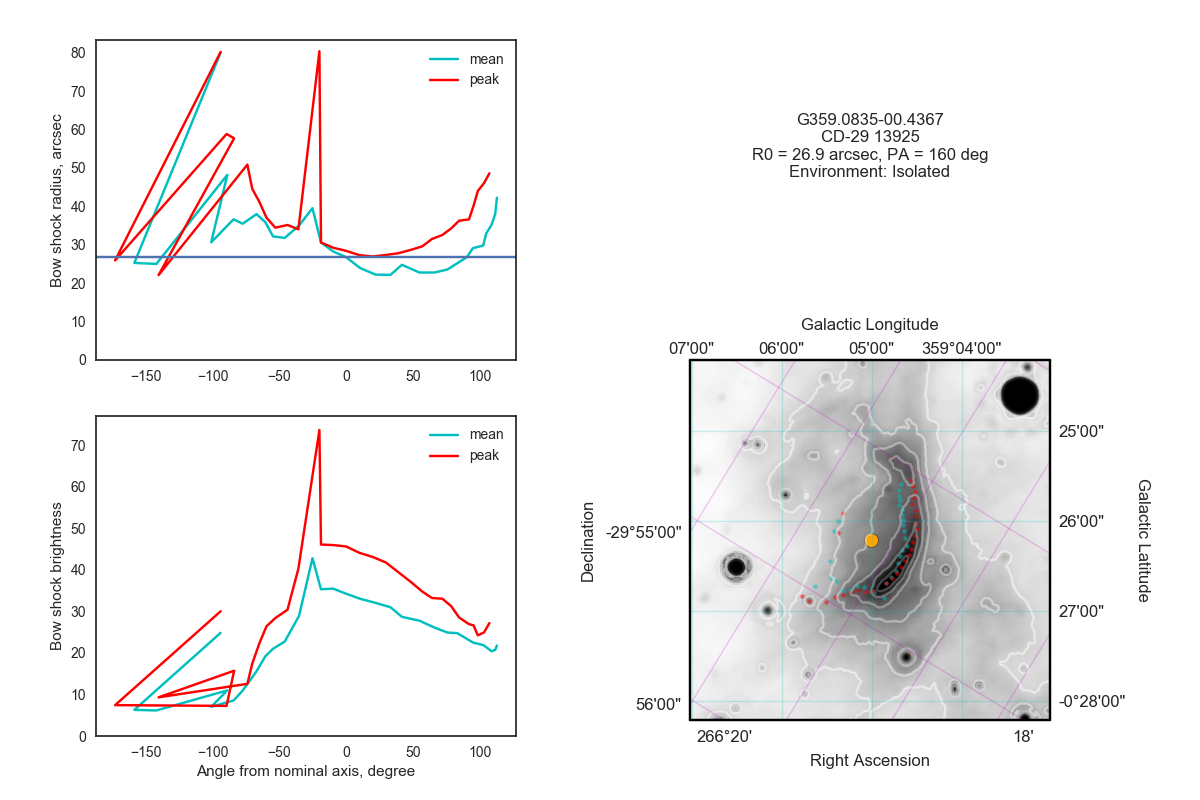 80
70
60
50
40
30
20
10
0
Bow shock radius, arcsec
mean
peak
−150
−100
−50
0
50
100
70
60
50
40
30
20
10
0
Bow shock brightness
mean
peak
−150
−100
−50
0
50
100
Angle from nominal axis, degree
G359.0835-00.4367
CD-29 13925
R0 = 26.9 arcsec, PA = 160 deg
Environment: Isolated
Galactic Longitude
07'00" 06'00" 05'00" 359°04'00"
25'00"
26'00"
27'00"
-0°28'00"
Galactic Latitude
Declination
-29°55'00"
56'00"
266°20' 18'
Right Ascension